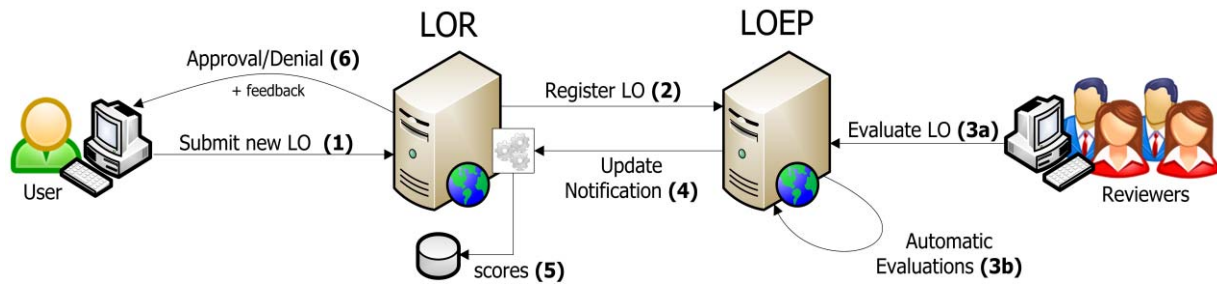 LOR
LOEP
Approval/Denial (6)
+ feedback
Register LO (2)
Evaluate LO (3a)
Submit new LO (1)
Update
Notification (4)
User
Reviewers
Automatic
Evaluations (3b)
scores (5)